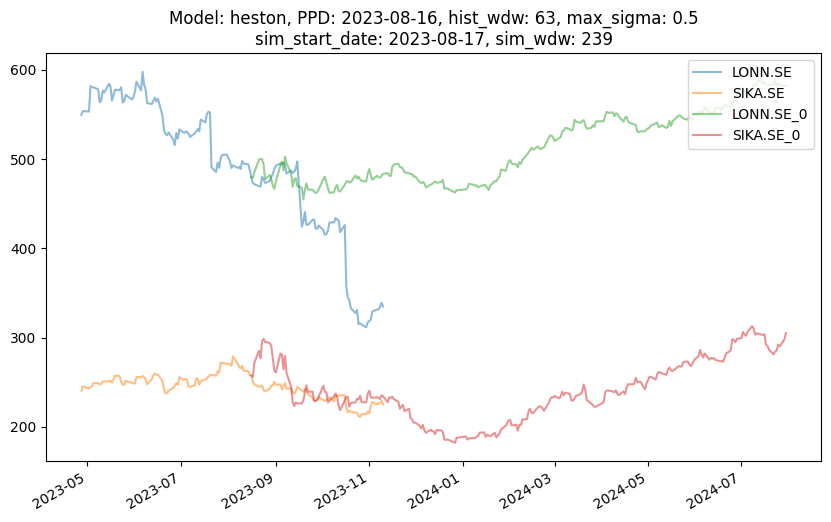 Model: heston, PPD: 2023-08-16, hist_wdw: 63, max_sigma: 0.5
sim_start_date: 2023-08-17, sim_wdw: 239
LONN.SE
SIKA.SE
LONN.SE_0
SIKA.SE_0
600
500
400
300
200
2023-05
2023-07
2023-09
2023-11
2024-01
2024-03
2024-05
2024-07